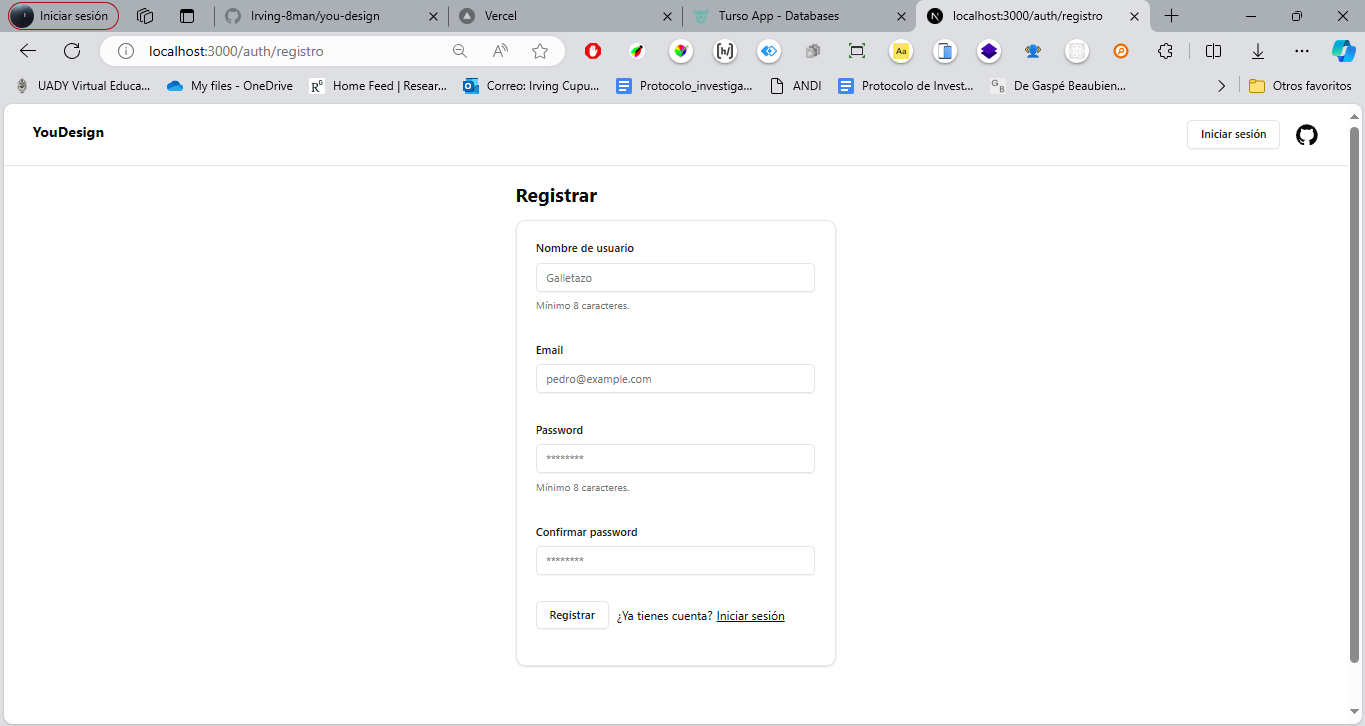 Iniciar sesión
Irving-8man/you-design
Vercel
Turso App - Databases
localhost:3000/auth/registro
localhost:3000/auth/registro
UADY Virtual Educa...
My files - OneDrive
Home Feed | Resear...
Correo: Irving Cupu...
Protocolo_investiga...
ANDI
Protocolo de Invest...
De Gaspé Beaubien...
Otros favoritos
YouDesign
Iniciar sesión
Registrar
Nombre de usuario
Galletazo
Mínimo 8 caracteres.
Email
pedro@example.com
Password
********
Mínimo 8 caracteres.
Confirmar password
********
Registrar
¿Ya tienes cuenta? Iniciar sesión